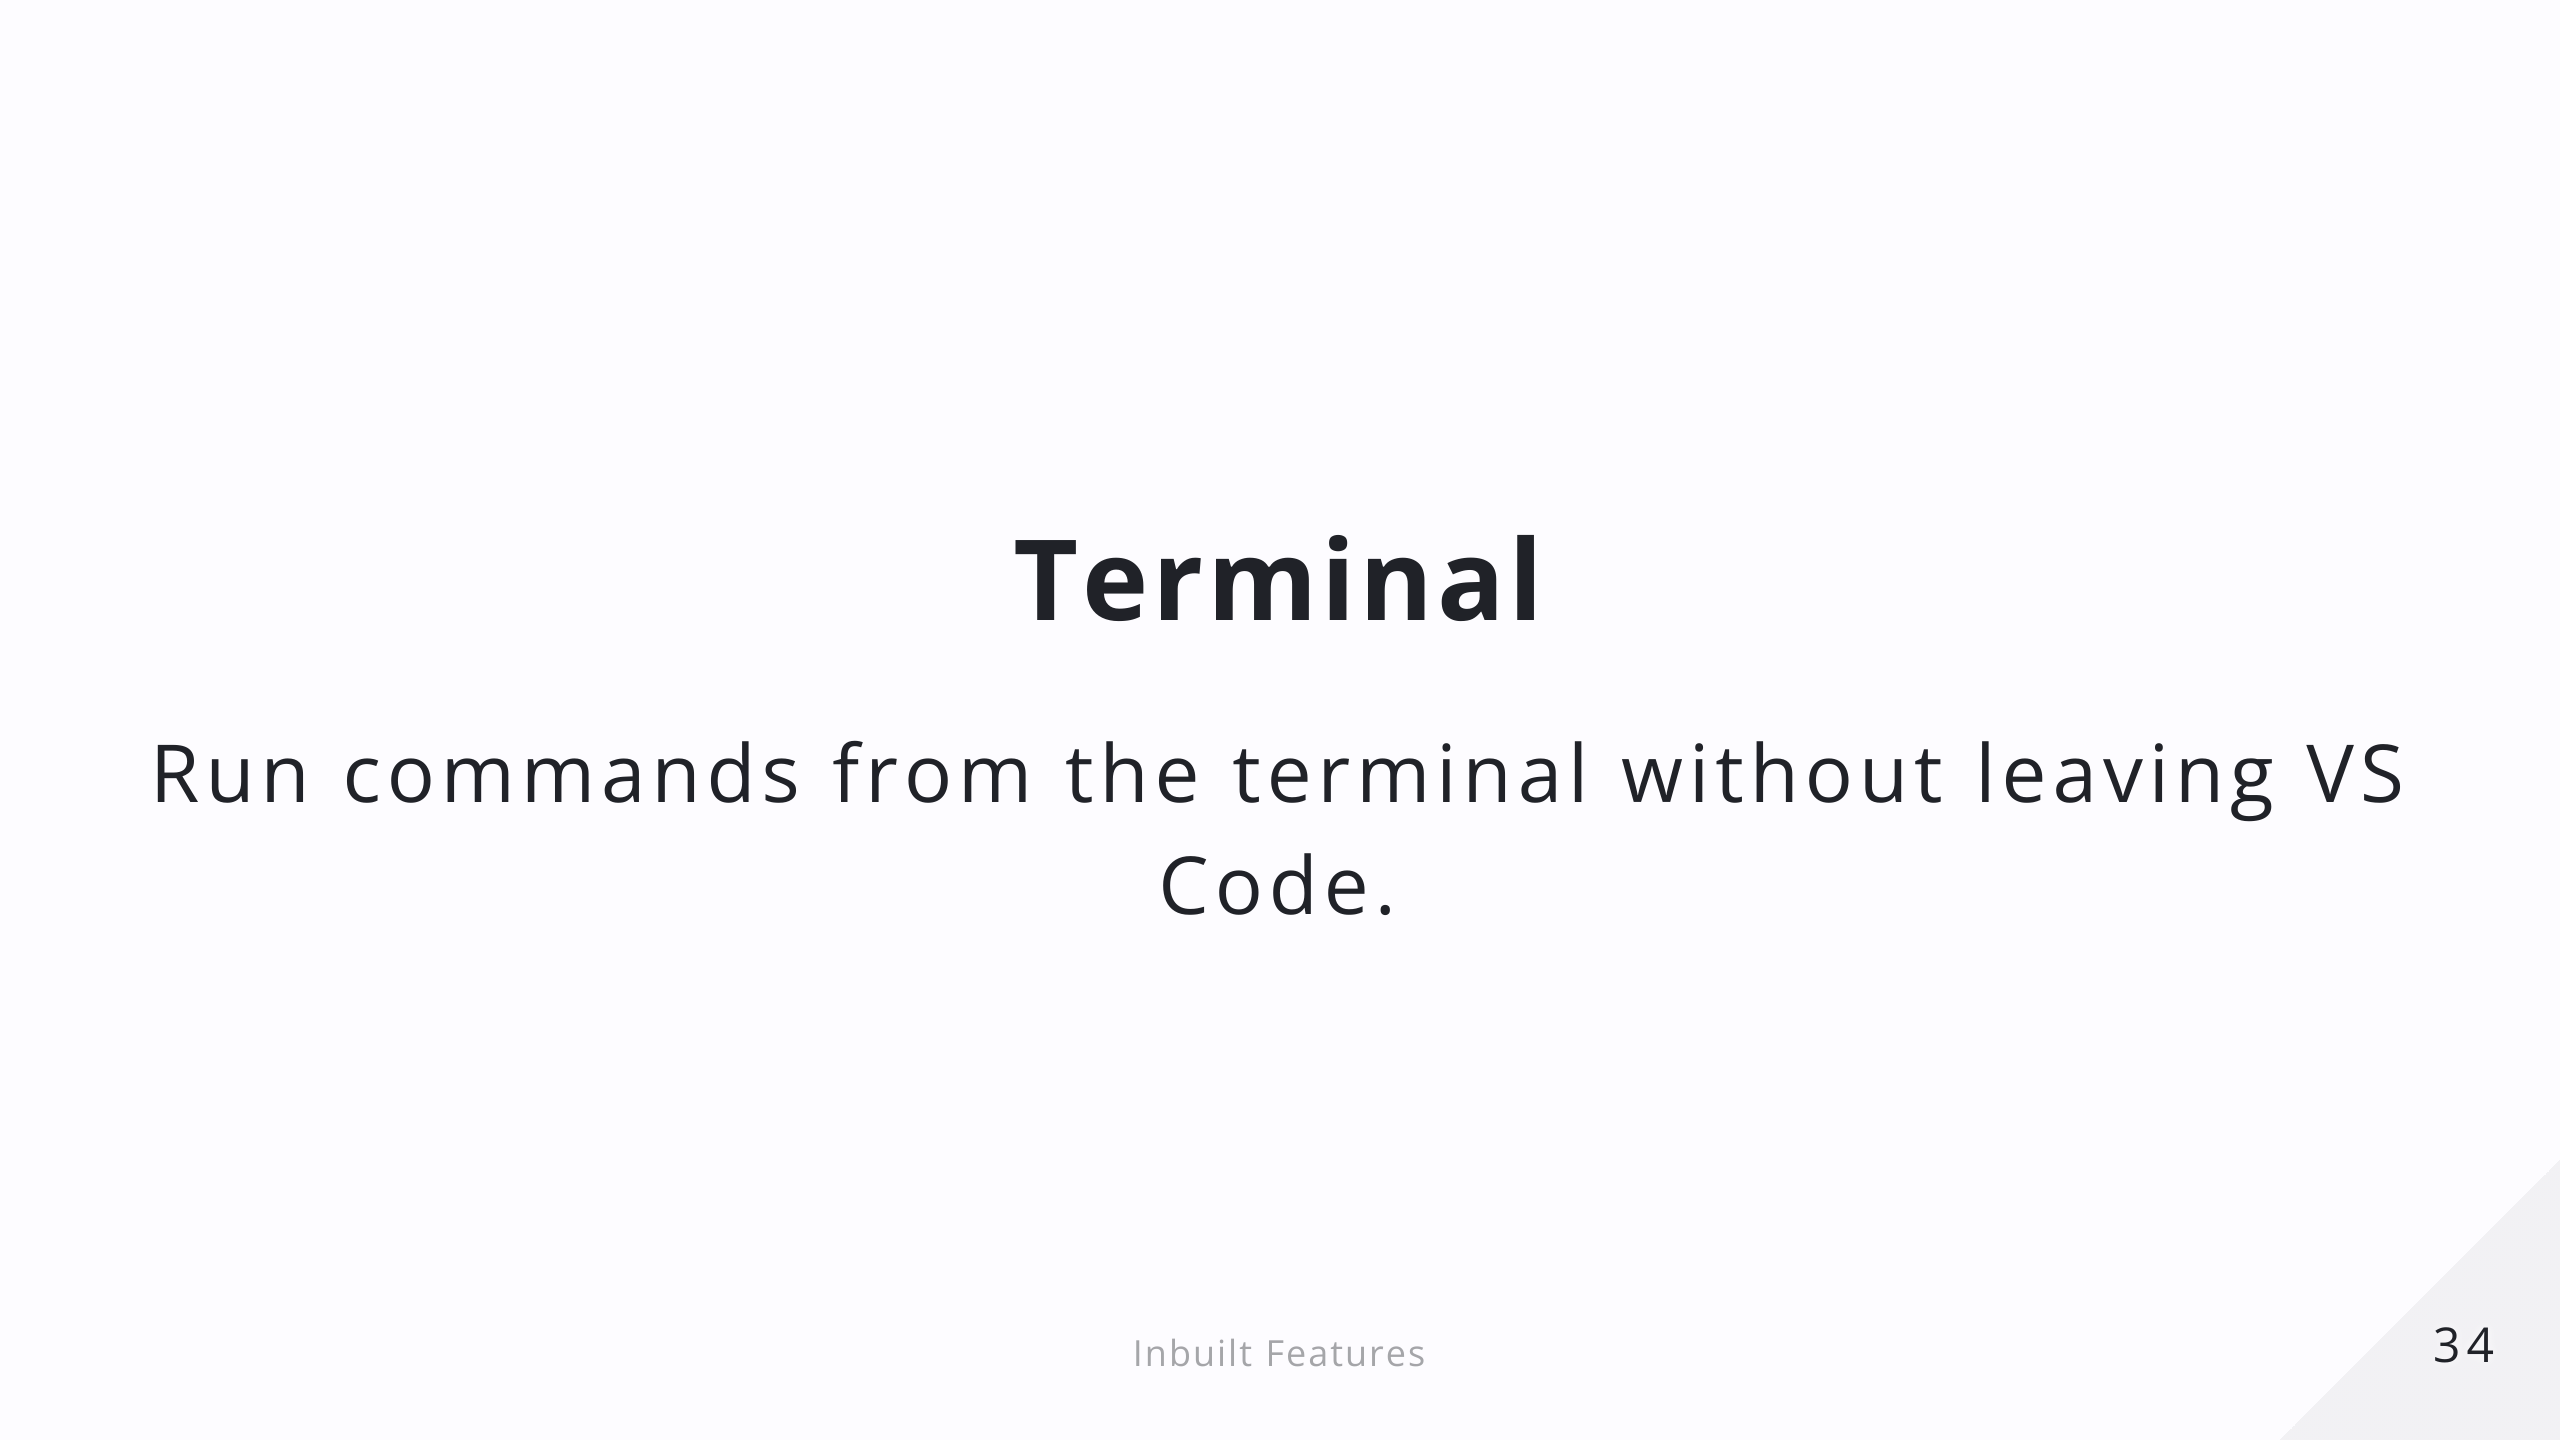 Terminal
Run commands from the terminal without leaving VS
Code.
Inbuilt Features
34